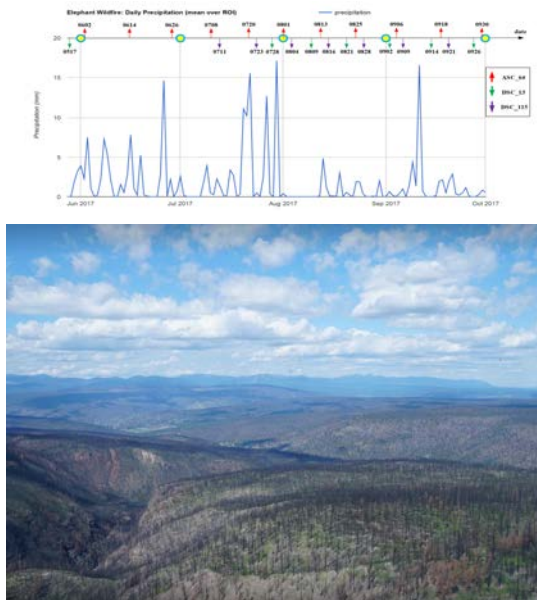 Elephant Wildfire: Daily Precipitation (mean over ROI)
precipitation
0602 0614 0626 0708 0720 0801 0813 0825 0906 0918 0930
date
20
0711 0723 0728 0804 0809 0816 0821 0828 0902 0909 0914 0921 0926
15
10
5
0
Precipitation (mm)
Jun 2017 Jul 2017 Aug 2017 Sep 2017 Oct 2017
ASC_64
DSC_13